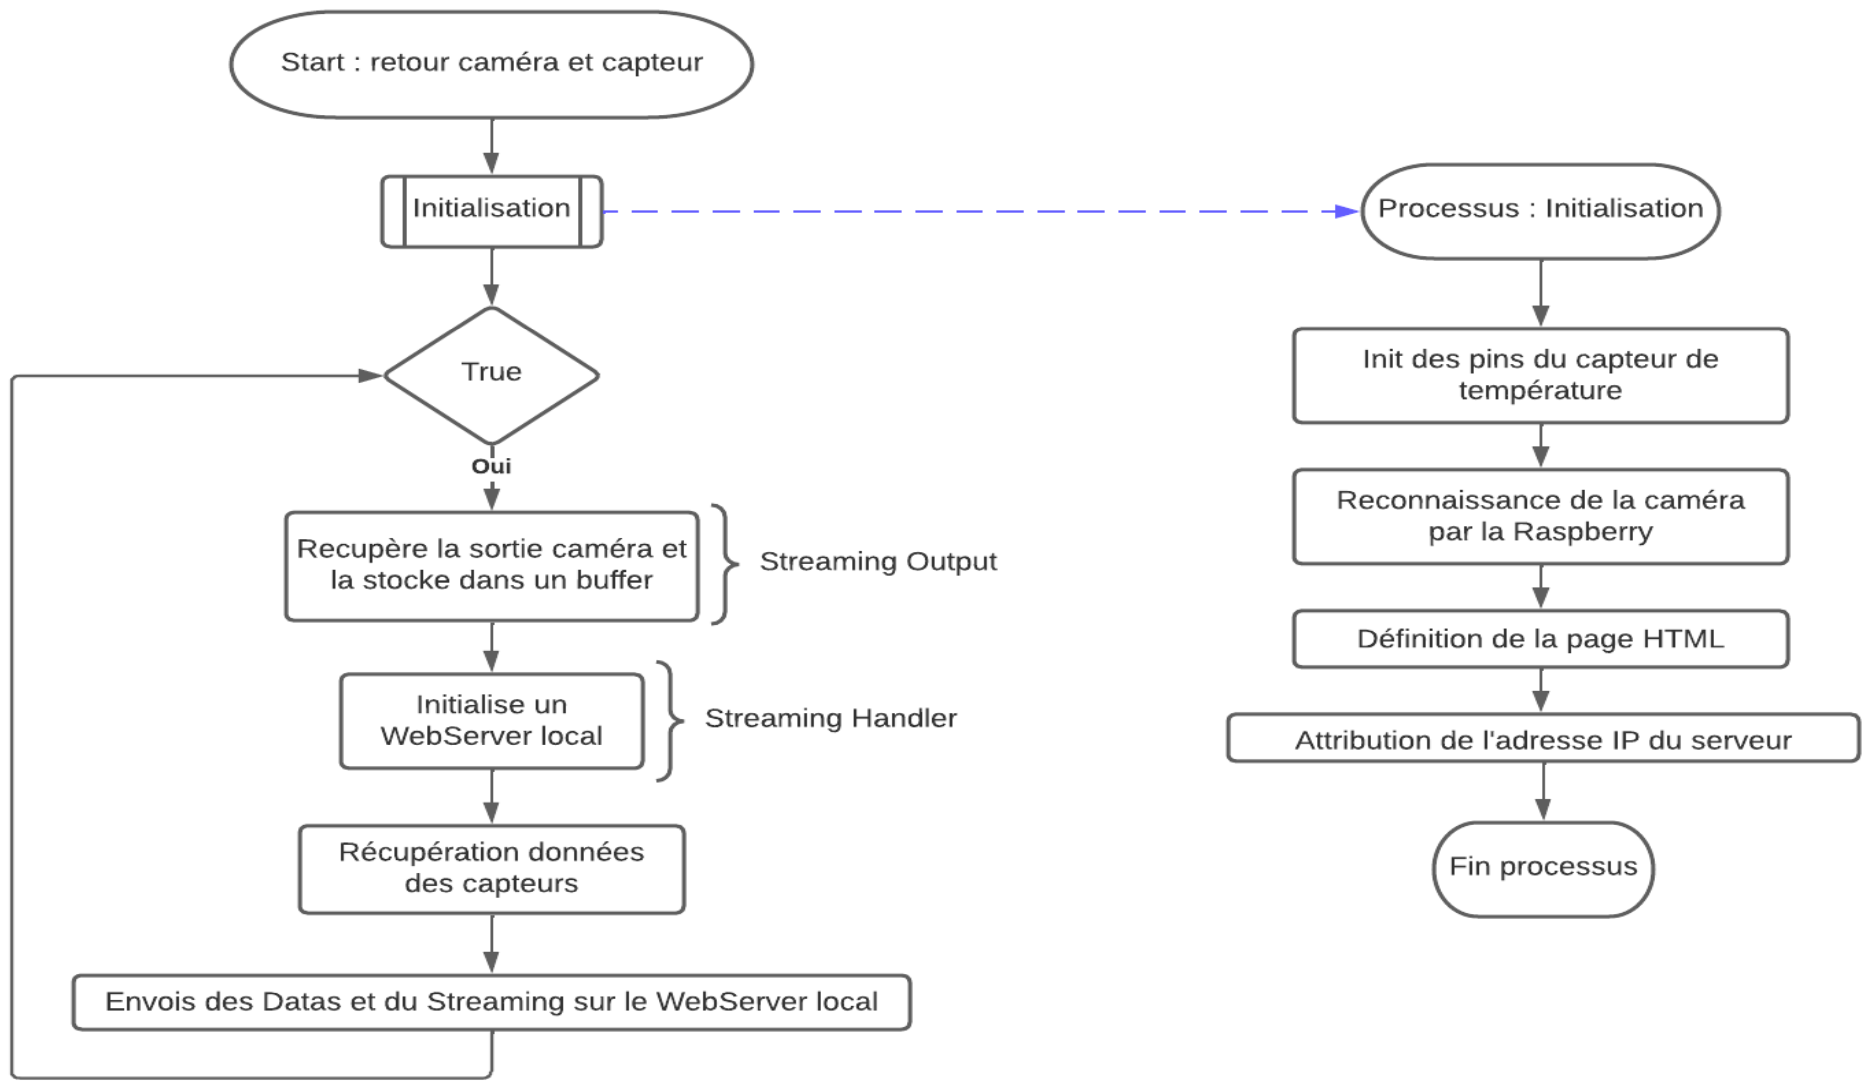 Start : retour caméra et capteur
Initialisation
True
Oui
Recupère la sortie caméra et
la stocke dans un buffer
Streaming Output
Initialise un
WebServer local
Streaming Handler
Récupération données
des capteurs
Envois des Datas et du Streaming sur le WebServer local
Processus : Initialisation
Init des pins du capteur de
température
Reconnaissance de la caméra
par la Raspberry
Définition de la page HTML
Attribution de l'adresse IP du serveur
Fin processus